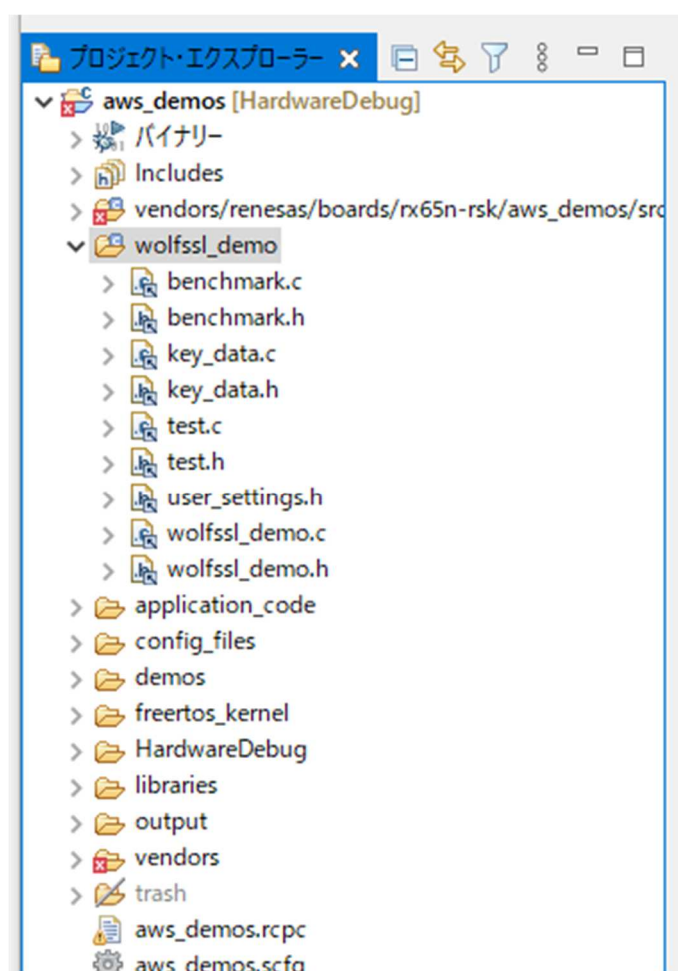 プロジェクト・エクスプローラー
aws_demos [HardwareDebug]
バイナリー
Includes
vendors/renesas/boards/rx65n-rsk/aws_demos/src
wolfssl_demo
benchmark.c
benchmark.h
key_data.c
key_data.h
test.c
test.h
user_settings.h
wolfssl_demo.c
wolfssl_demo.h
application_code
config_files
demos
freertos_kernel
HardwareDebug
libraries
output
vendors
trash
aws_demos.rcpc
aws_demos.scfg